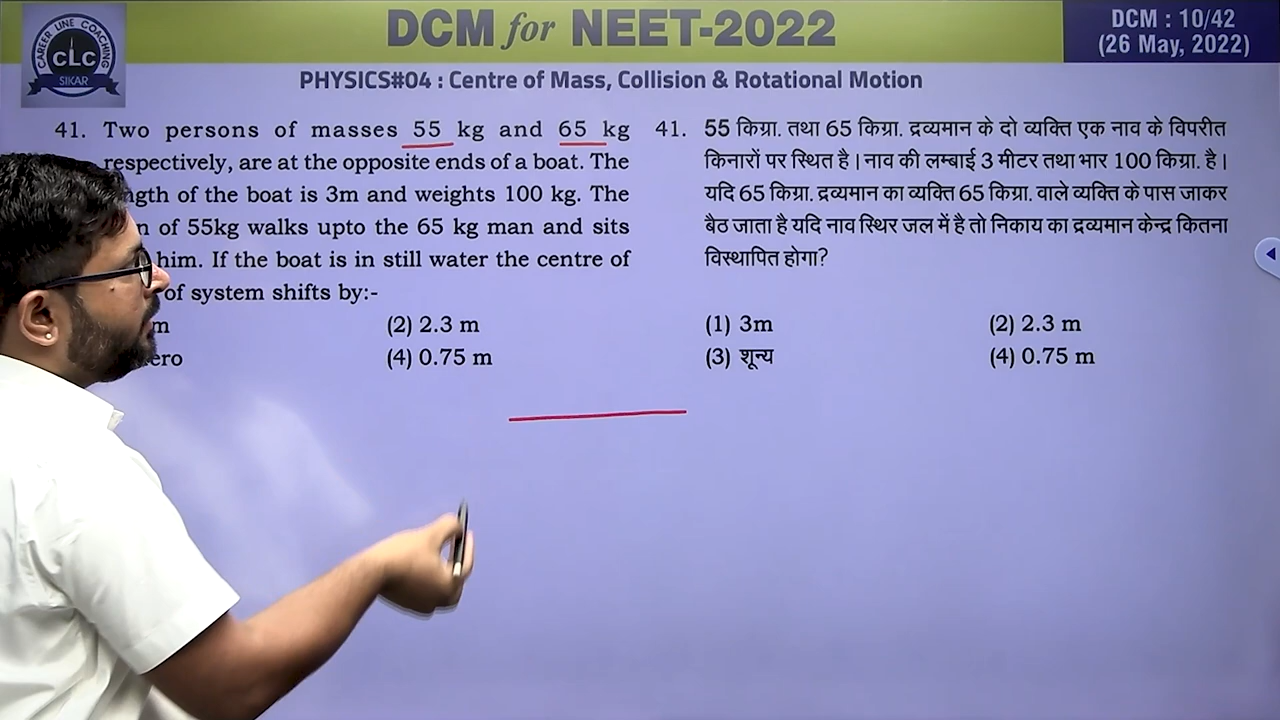 DCM for NEET-2022
DCM : 10/42
(26 May, 2022)
CAREER LINE COACHING
CLC
SIKAR
PHYSICS#04 : Centre of Mass, Collision & Rotational Motion
41. Two persons of masses 55 kg and 65 kg
respectively, are at the opposite ends of a boat. The
ngth of the boat is 3m and weights 100 kg. The
n of 55kg walks upto the 65 kg man and sits
him. If the boat is in still water the centre of
of system shifts by:-
m
(2) 2.3 m
ero
(4) 0.75 m
41. 55 किग्रा. तथा 65 किग्रा. द्रव्यमान के दो व्यक्ति एक नाव के विपरीत
किनारों पर स्थित है। नाव की लम्बाई 3 मीटर तथा भार 100 किग्रा. है।
यदि 65 किग्रा. द्रव्यमान का व्यक्ति 65 किग्रा. वाले व्यक्ति के पास जाकर
बैठ जाता है यदि नाव स्थिर जल में है तो निकाय का द्रव्यमान केन्द्र कितना
विस्थापित होगा?
(1) 3m
(2) 2.3 m
(3) शून्य
(4) 0.75 m